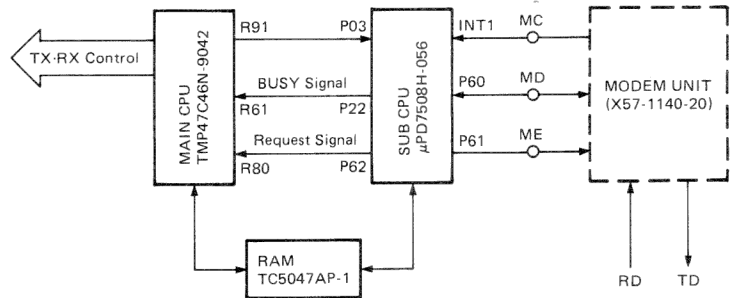 TX·RX Control
R91
P03
BUSY Signal
R61
P22
Request Signal
R80
P62
MAIN CPU
TMP47C46N-9042
SUB CPU
μPD7508H-056
INT1
MC
P60
MD
P61
ME
MODEM UNIT
(X57-1140-20)
RAM
TC5047AP-1
RD
TD